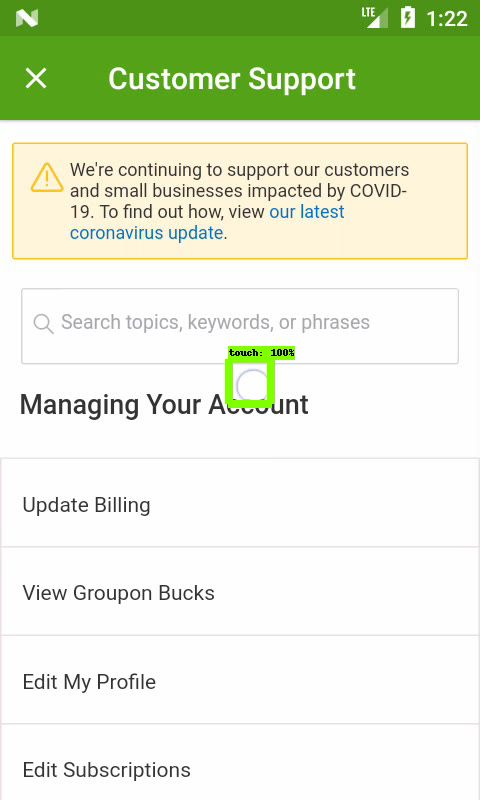 LTE 1:22
Customer Support
We're continuing to support our customers
and small businesses impacted by COVID-
19. To find out how, view our latest
coronavirus update.
Search topics, keywords, or phrases
touch: 100%
Managing Your Account
Update Billing
View Groupon Bucks
Edit My Profile
Edit Subscriptions